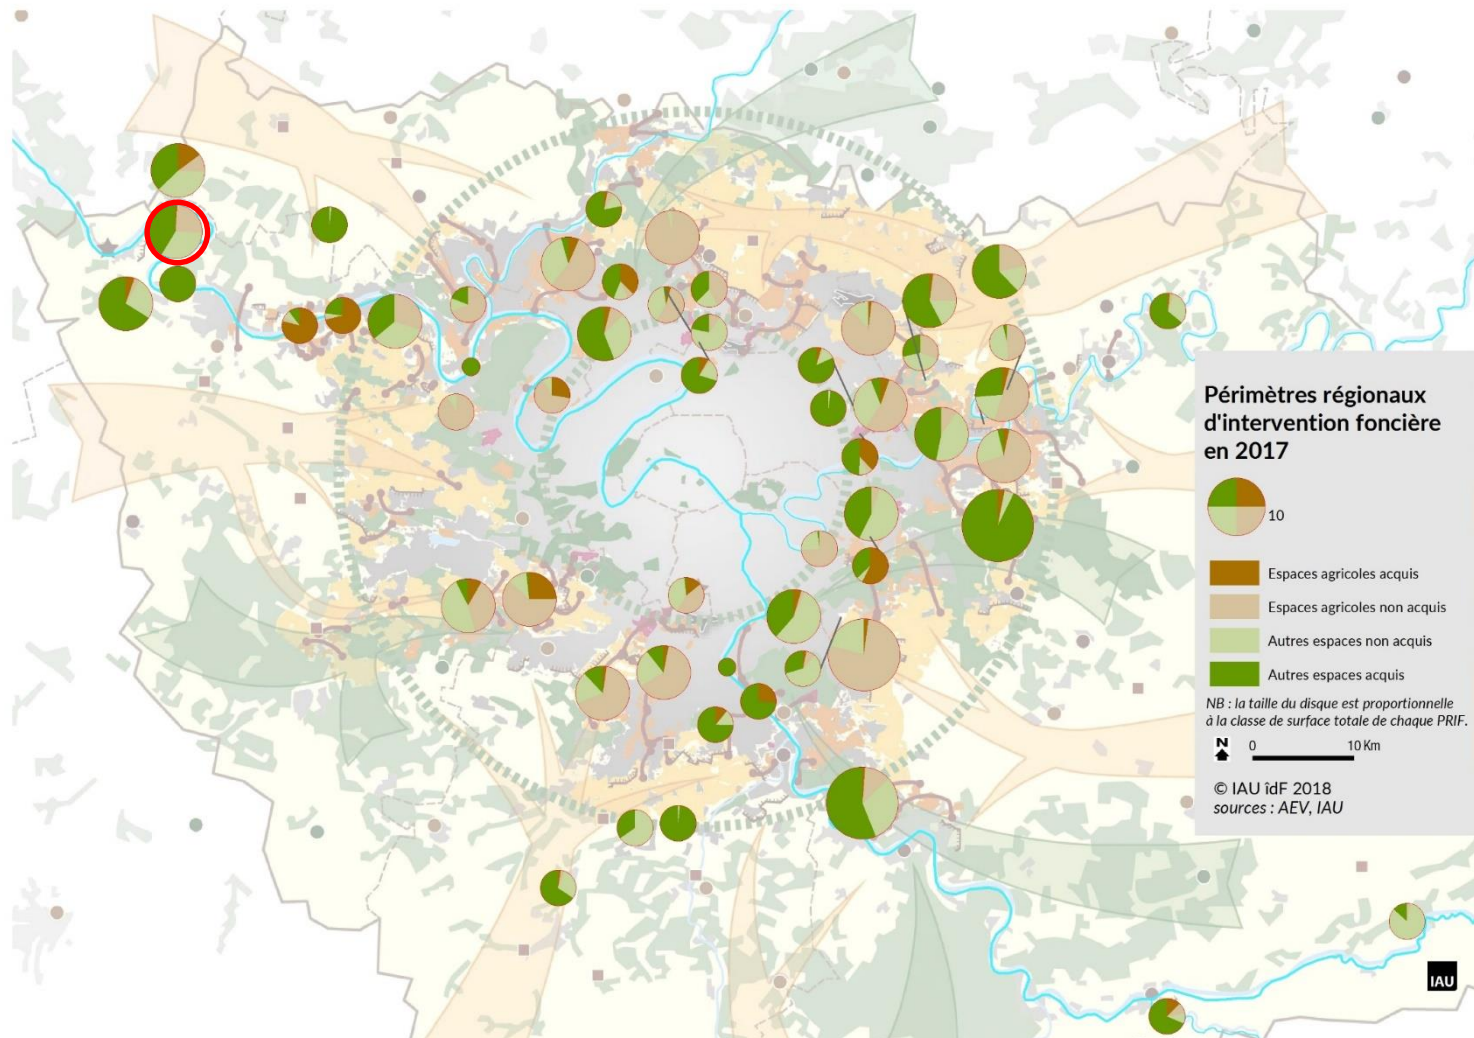 Périmètres régionaux
d'intervention foncière
en 2017
10
Espaces agricoles acquis
Espaces agricoles non acquis
Autres espaces non acquis
Autres espaces acquis
NB : la taille du disque est proportionnelle
à la classe de surface totale de chaque PRIF.
N 0 10 Km
© IAU îdF 2018
sources : AEV, IAU
IAU